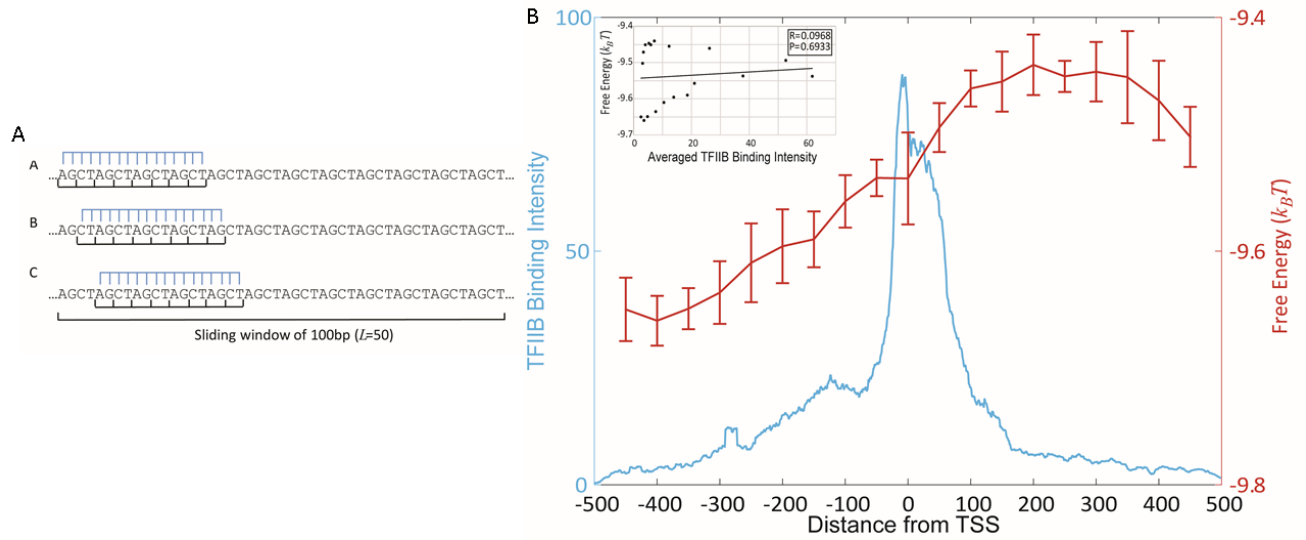 A
A
...AGCTAGCTAGCTAGCTAGCTAGCTAGCTAGCTAGCTAGCTAGCT...
B
...AGCTAGCTAGCTAGCTAGCTAGCTAGCTAGCTAGCTAGCTAGCT...
C
...AGCTAGCTAGCTAGCTAGCTAGCTAGCTAGCTAGCTAGCTAGCT...
Sliding window of 100bp (L=50)
B
TFIIB Binding Intensity
100
50
0
Free Energy (kBT)
-9.4
-9.5
-9.6
-9.7
R=0.0968
P=0.6933
0 20 40 60
Averaged TFIIB Binding Intensity
-9.4
-9.6
-9.8
Free Energy (kBT)
-500 -400 -300 -200 -100 0 100 200 300 400 500
Distance from TSS